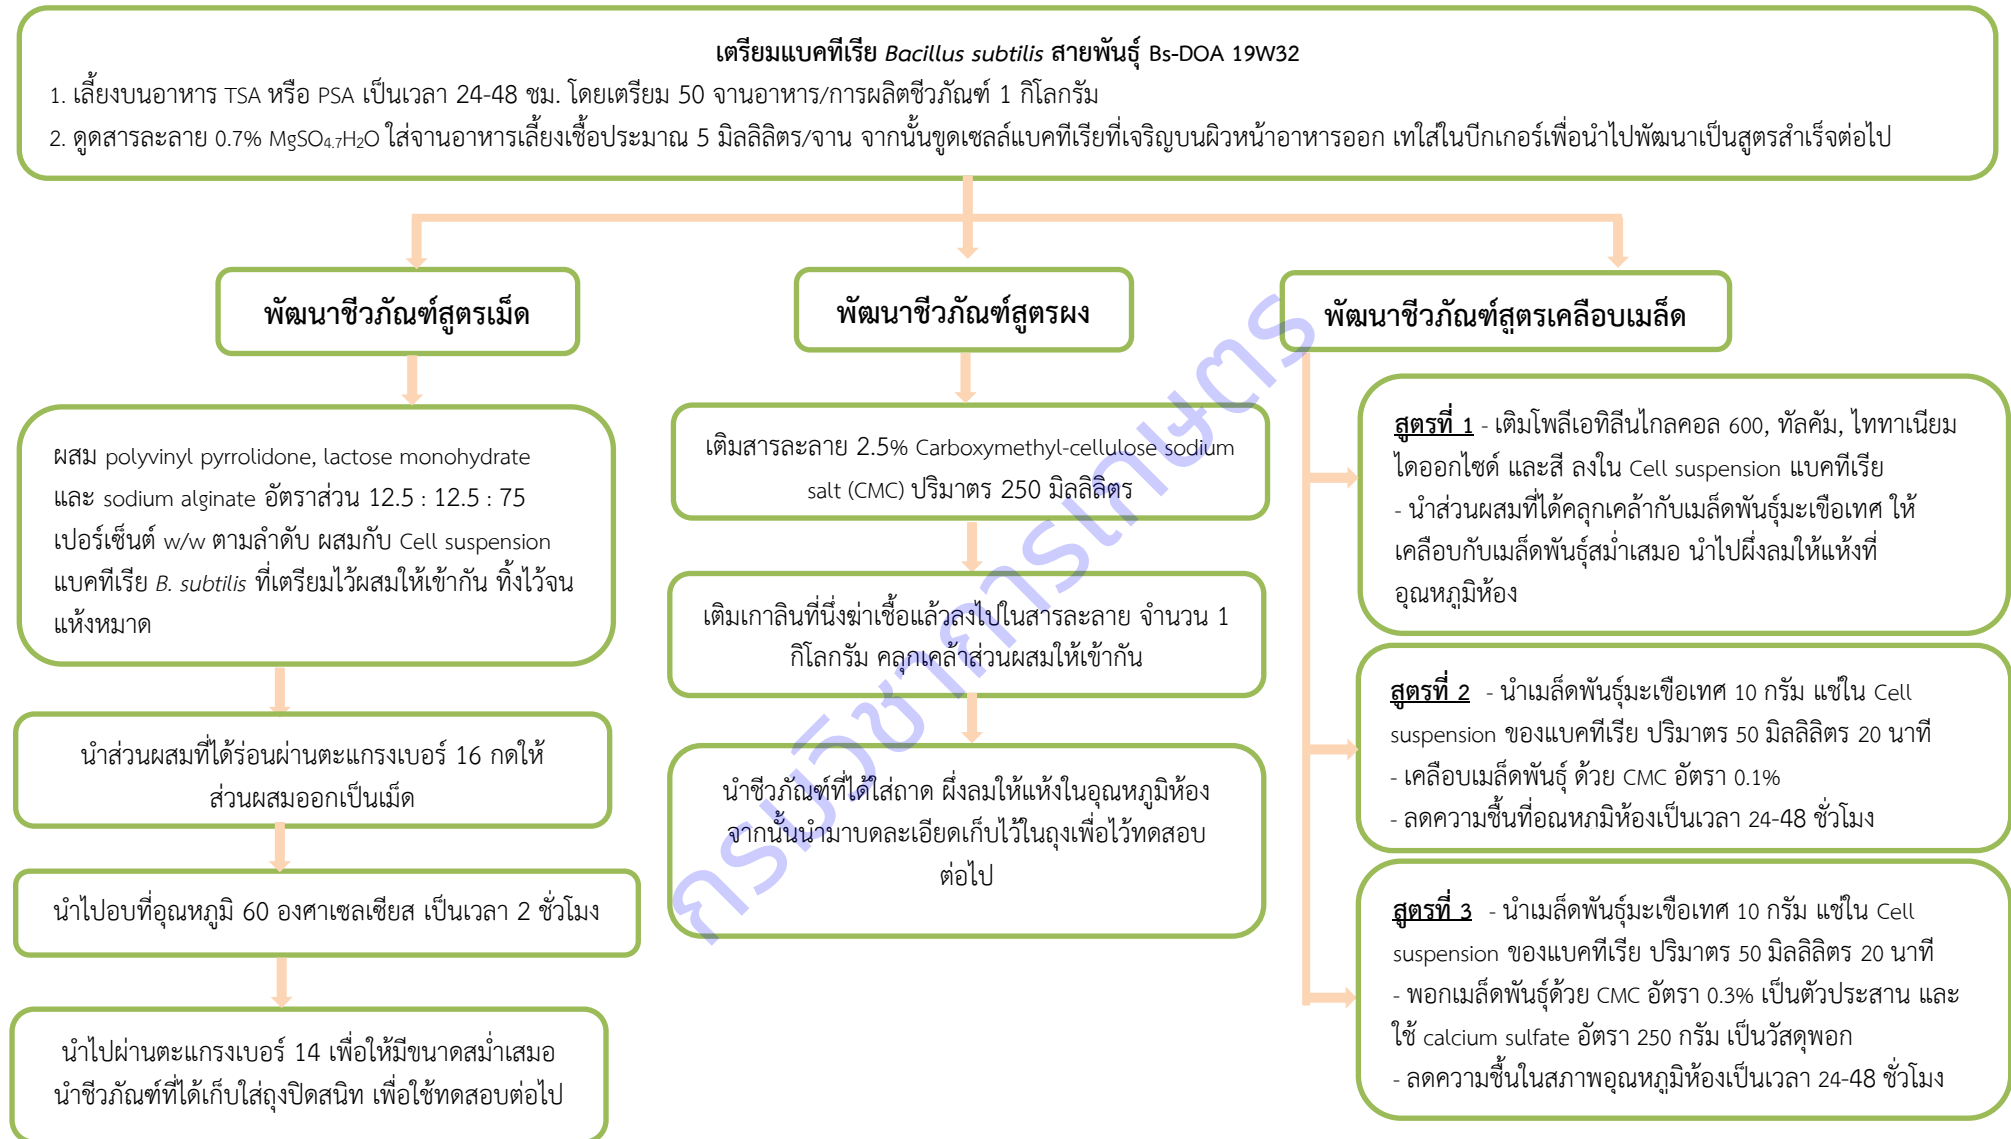 เตรียมแบคทีเรีย Bacillus subtilis สายพันธุ์ Bs-DOA 19W32
1. เลี้ยงบนอาหาร TSA หรือ PSA เป็นเวลา 24-48 ชม. โดยเตรียม 50 จานอาหาร/การผลิตชีวภัณฑ์ 1 กิโลกรัม
2. ดูดสารละลาย 0.7% MgSO4.7H2O ใส่จานอาหารเลี้ยงเชื้อประมาณ 5 มิลลิลิตร/จาน จากนั้นขูดเซลล์แบคทีเรียที่เจริญบนผิวหน้าอาหารออก เทใส่ในบีกเกอร์เพื่อนำไปพัฒนาเป็นสูตรสำเร็จต่อไป
พัฒนาชีวภัณฑ์สูตรเม็ด
ผสม polyvinyl pyrrolidone, lactose monohydrate
และ sodium alginate อัตราส่วน 12.5 : 12.5 : 75
เปอร์เซ็นต์ w/w ตามลำดับ ผสมกับ Cell suspension
แบคทีเรีย B. subtilis ที่เตรียมไว้ผสมให้เข้ากัน ทิ้งไว้จน
แห้งหมาด
นำส่วนผสมที่ได้ร่อนผ่านตะแกรงเบอร์ 16 กดให้
ส่วนผสมออกเป็นเม็ด
นำไปอบที่อุณหภูมิ 60 องศาเซลเซียส เป็นเวลา 2 ชั่วโมง
นำไปผ่านตะแกรงเบอร์ 14 เพื่อให้มีขนาดสม่ำเสมอ
นำชีวภัณฑ์ที่ได้เก็บใส่ถุงปิดสนิท เพื่อใช้ทดสอบต่อไป
พัฒนาชีวภัณฑ์สูตรผง
เติมสารละลาย 2.5% Carboxymethyl-cellulose sodium
salt (CMC) ปริมาตร 250 มิลลิลิตร
เติมเกาลินที่นึ่งฆ่าเชื้อแล้วลงไปในสารละลาย จำนวน 1
กิโลกรัม คลุกเคล้าส่วนผสมให้เข้ากัน
นำชีวภัณฑ์ที่ได้ใส่ถาด ผึ่งลมให้แห้งในอุณหภูมิห้อง
จากนั้นนำมาบดละเอียดเก็บไว้ในถุงเพื่อไว้ทดสอบ
ต่อไป
พัฒนาชีวภัณฑ์สูตรเคลือบเมล็ด
สูตรที่ 1 - เติมโพลีเอทิลีนไกลคอล 600, ทัลคัม, ไททาเนียม
ไดออกไซด์ และสี ลงใน Cell suspension แบคทีเรีย
- นำส่วนผสมที่ได้คลุกเคล้ากับเมล็ดพันธุ์มะเขือเทศ ให้
เคลือบกับเมล็ดพันธุ์สม่ำเสมอ นำไปผึ่งลมให้แห้งที่
อุณหภูมิห้อง
สูตรที่ 2 - นำเมล็ดพันธุ์มะเขือเทศ 10 กรัม แช่ใน Cell
suspension ของแบคทีเรีย ปริมาตร 50 มิลลิลิตร 20 นาที
- เคลือบเมล็ดพันธุ์ ด้วย CMC อัตรา 0.1%
- ลดความชื้นที่อุณหภูมิห้องเป็นเวลา 24-48 ชั่วโมง
สูตรที่ 3 - นำเมล็ดพันธุ์มะเขือเทศ 10 กรัม แช่ใน Cell
suspension ของแบคทีเรีย ปริมาตร 50 มิลลิลิตร 20 นาที
- พอกเมล็ดพันธุ์ด้วย CMC อัตรา 0.3% เป็นตัวประสาน และ
ใช้ calcium sulfate อัตรา 250 กรัม เป็นวัสดุพอก
- ลดความชื้นในสภาพอุณหภูมิห้องเป็นเวลา 24-48 ชั่วโมง
กรมวิชาการเกษตร